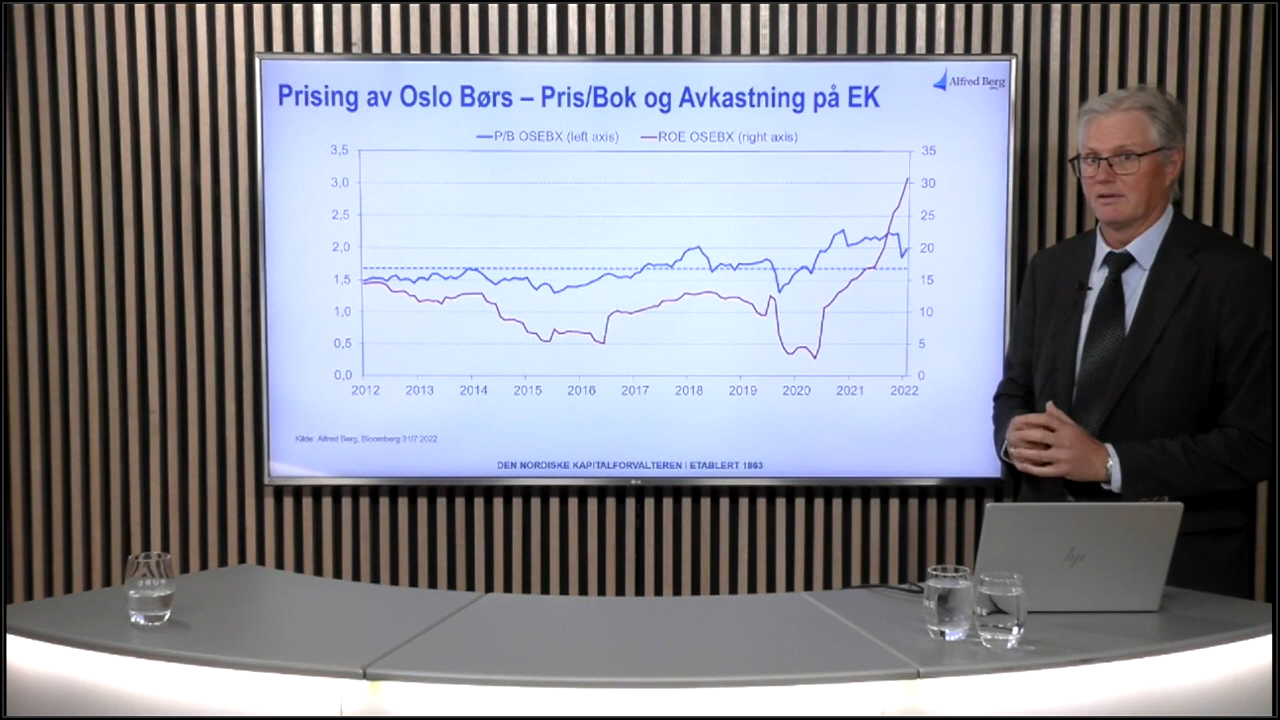 Prising av Oslo Børs – Pris/Bok og Avkastning på EK
Alfred Berg
P/B OSEBX (left axis) ROE OSEBX (right axis)
3,5 35
3,0 30
2,5 25
2,0 20
1,5 15
1,0 10
0,5 5
0,0 0
2012 2013 2014 2015 2016 2017 2018 2019 2020 2021 2022
Kilde: Alfred Berg, Bloomberg 31/7 2022
DEN NORDISKE KAPITALFORVALTEREN I ETABLERT 1863
LG
hp